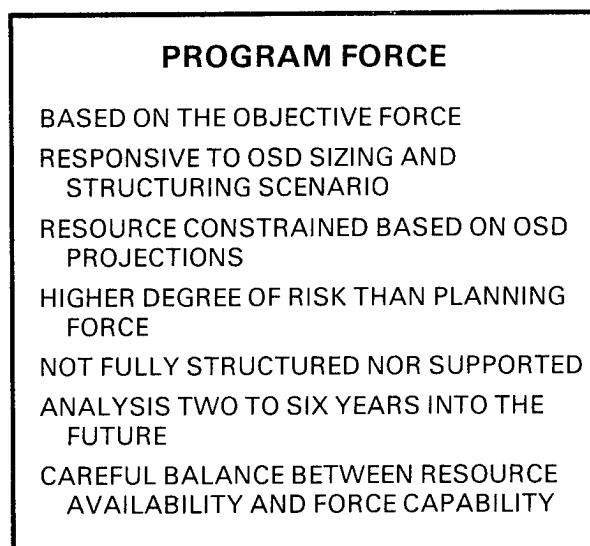 PROGRAM FORCE
BASED ON THE OBJECTIVE FORCE
RESPONSIVE TO OSD SIZING AND
STRUCTURING SCENARIO
RESOURCE CONSTRAINED BASED ON OSD
PROJECTIONS
HIGHER DEGREE OF RISK THAN PLANNING
FORCE
NOT FULLY STRUCTURED NOR SUPPORTED
ANALYSIS TWO TO SIX YEARS INTO THE
FUTURE
CAREFUL BALANCE BETWEEN RESOURCE
AVAILABILITY AND FORCE CAPABILITY